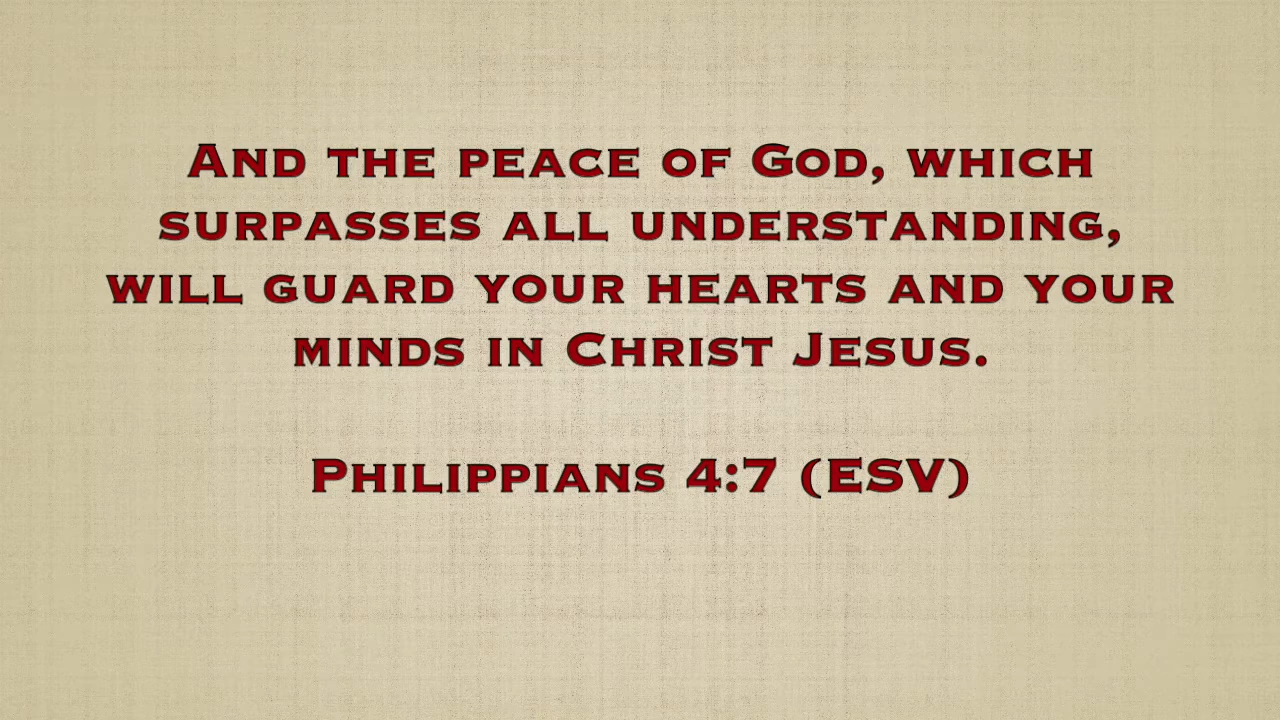 And the peace of God, which
surpasses all understanding,
will guard your hearts and your
minds in Christ Jesus.
Philippians 4:7 (ESV)